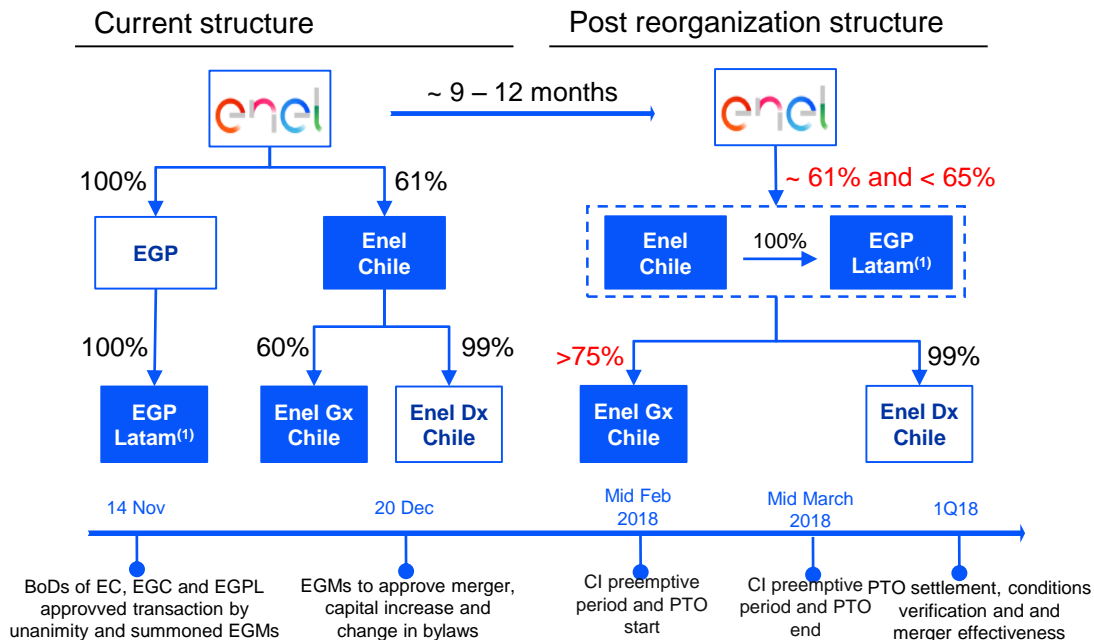 Current structure
Post reorganization structure
enel
~ 9 – 12 months
enel
100%
61%
~ 61% and < 65%
EGP
Enel
Chile
Enel
Chile
100%
EGP
Latam(1)
100%
60%
99%
>75%
99%
EGP
Latam(1)
Enel Gx
Chile
Enel Dx
Chile
Enel Gx
Chile
Enel Dx
Chile
14 Nov
20 Dec
Mid Feb
2018
Mid March
2018
1Q18
BoDs of EC, EGC and EGPL
approvved transaction by
unanimity and summoned EGMs
EGMs to approve merger,
capital increase and
change in bylaws
CI preemptive
period and PTO
start
CI preemptive
period and PTO
end
PTO settlement, conditions
verification and and
merger effectiveness